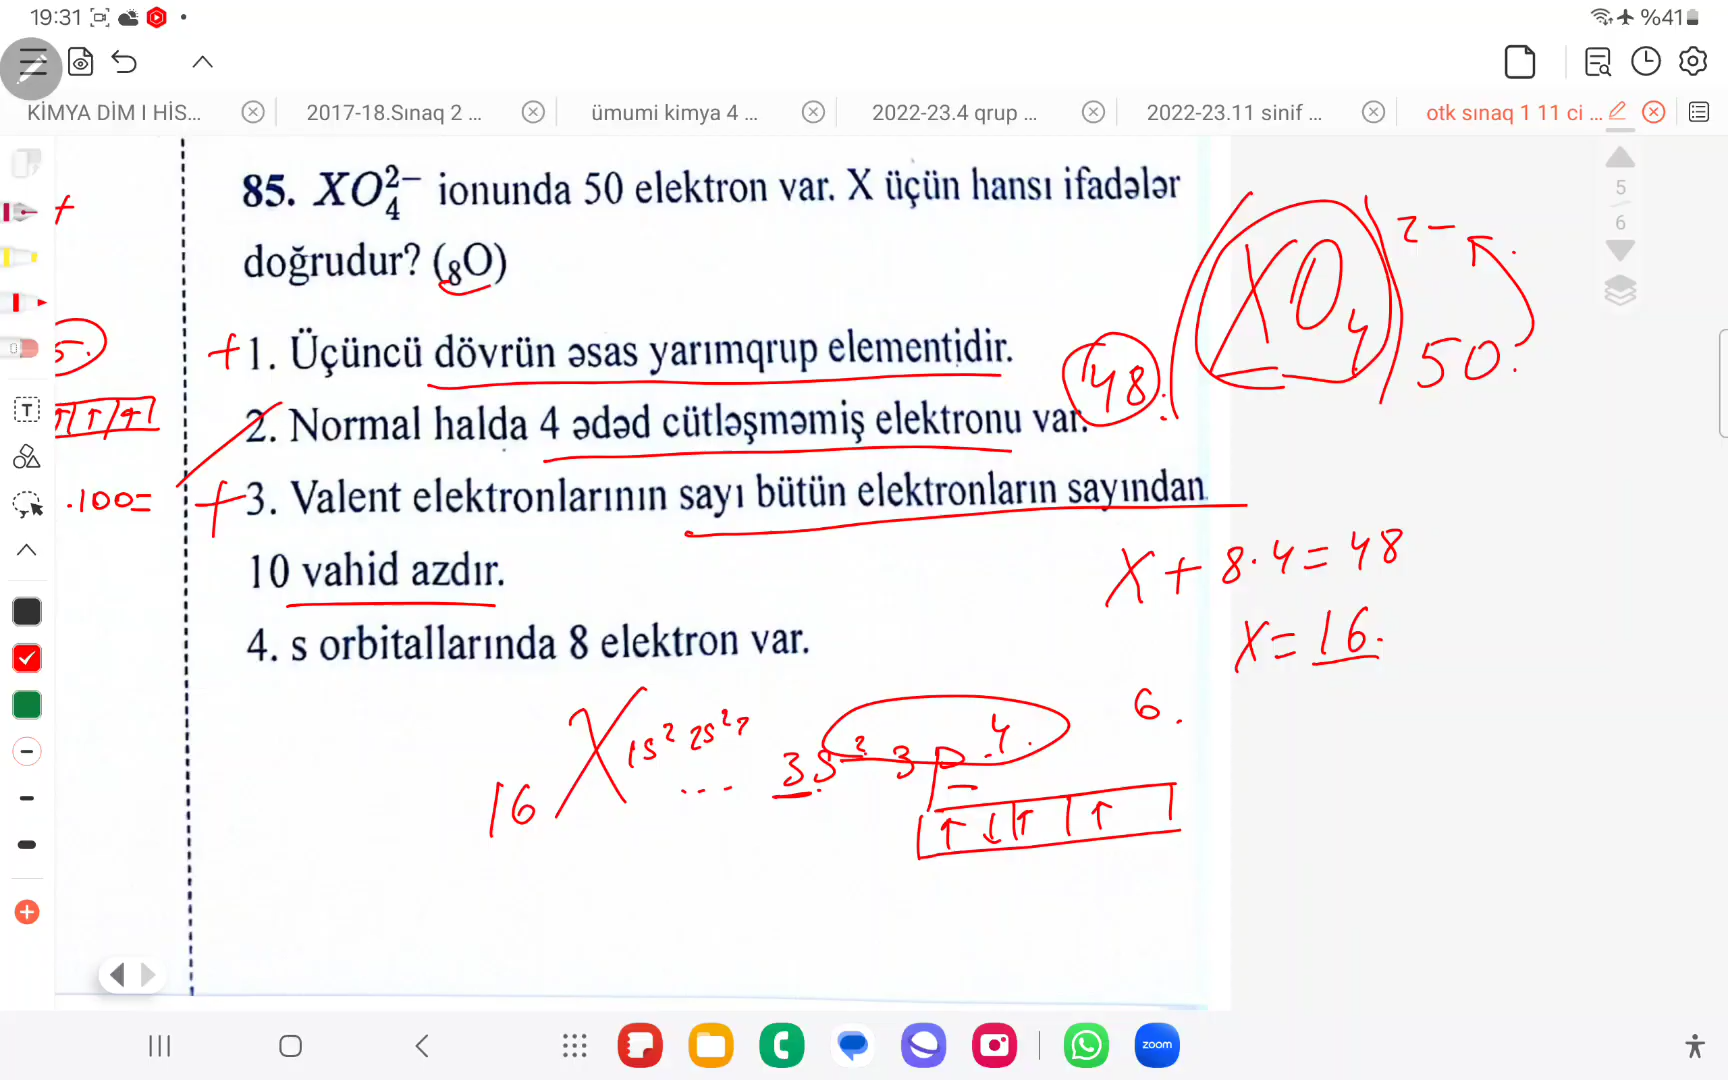 19:31
%41
KİMYA DİM I HİS...
2017-18.Sınaq 2 ...
ümumi kimya 4 ...
2022-23.4 qrup ...
2022-23.11 sinif ...
otk sınaq 1 11 ci ...
5
6
85. XO₄²⁻ ionunda 50 elektron var. X üçün hansı ifadələr
doğrudur? (₈O)
+ 1. Üçüncü dövrün əsas yarımqrup elementidir.
2. Normal halda 4 ədəd cütləşməmiş elektronu var.
+ 3. Valent elektronlarının sayı bütün elektronların sayından
10 vahid azdır.
4. s orbitallarında 8 elektron var.
(XO₄)²⁻
50.
48
X + 8·4 = 48
X = 16.
₁₆X 1s² 2s² ... 3s² 3p⁴
6.
↑ ↓ ↑ ↑
+
5.
↑ ↑ ↑
.100=
T
zoom